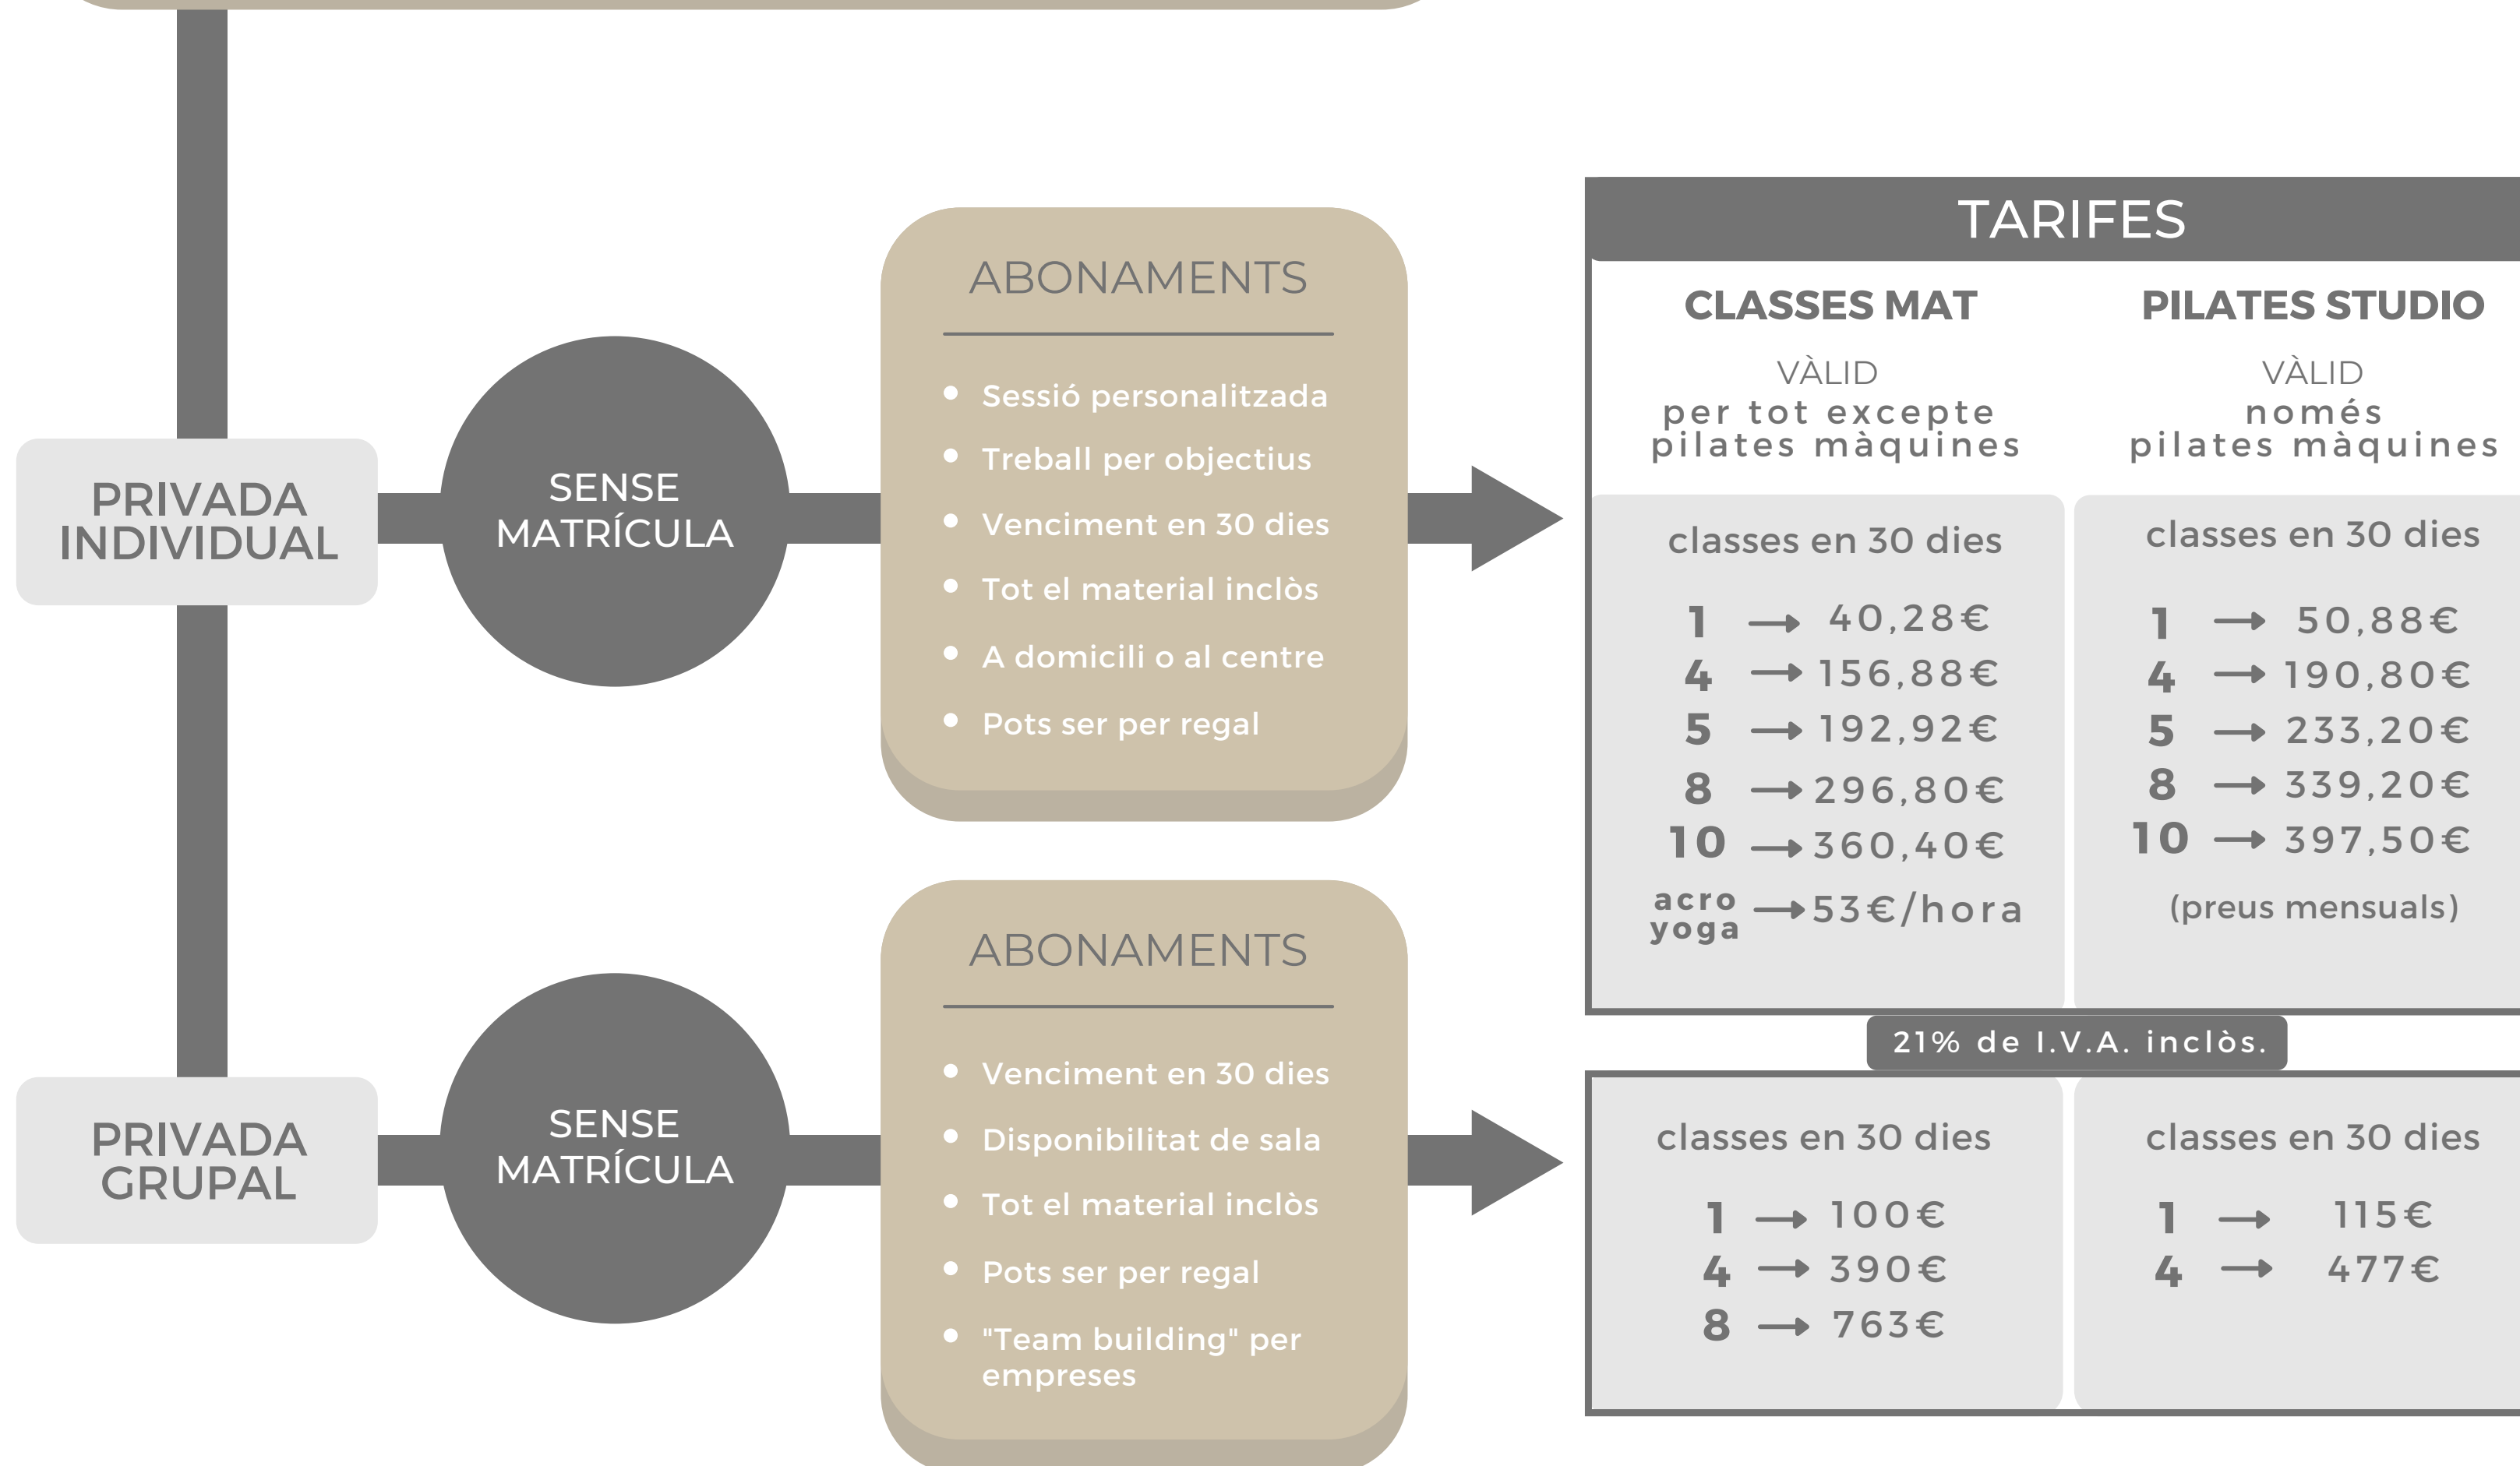 PRIVADA
INDIVIDUAL
SENSE
MATRÍCULA
ABONAMENTS
Sessió personalitzada
Treball per objectius
Venciment en 30 dies
Tot el material inclòs
A domicili o al centre
Pots ser per regal
TARIFES
CLASSES MAT
VÀLID
per tot excepte
pilates màquines
classes en 30 dies
1 → 40,28€
4 → 156,88€
5 → 192,92€
8 → 296,80€
10 → 360,40€
acro
yoga → 53€/hora
PILATES STUDIO
VÀLID
només
pilates màquines
classes en 30 dies
1 → 50,88€
4 → 190,80€
5 → 233,20€
8 → 339,20€
10 → 397,50€
(preus mensuals)
21% de I.V.A. inclòs.
PRIVADA
GRUPAL
SENSE
MATRÍCULA
ABONAMENTS
Venciment en 30 dies
Disponibilitat de sala
Tot el material inclòs
Pots ser per regal
"Team building" per
empreses
classes en 30 dies
1 → 100€
4 → 390€
8 → 763€
classes en 30 dies
1 → 115€
4 → 477€